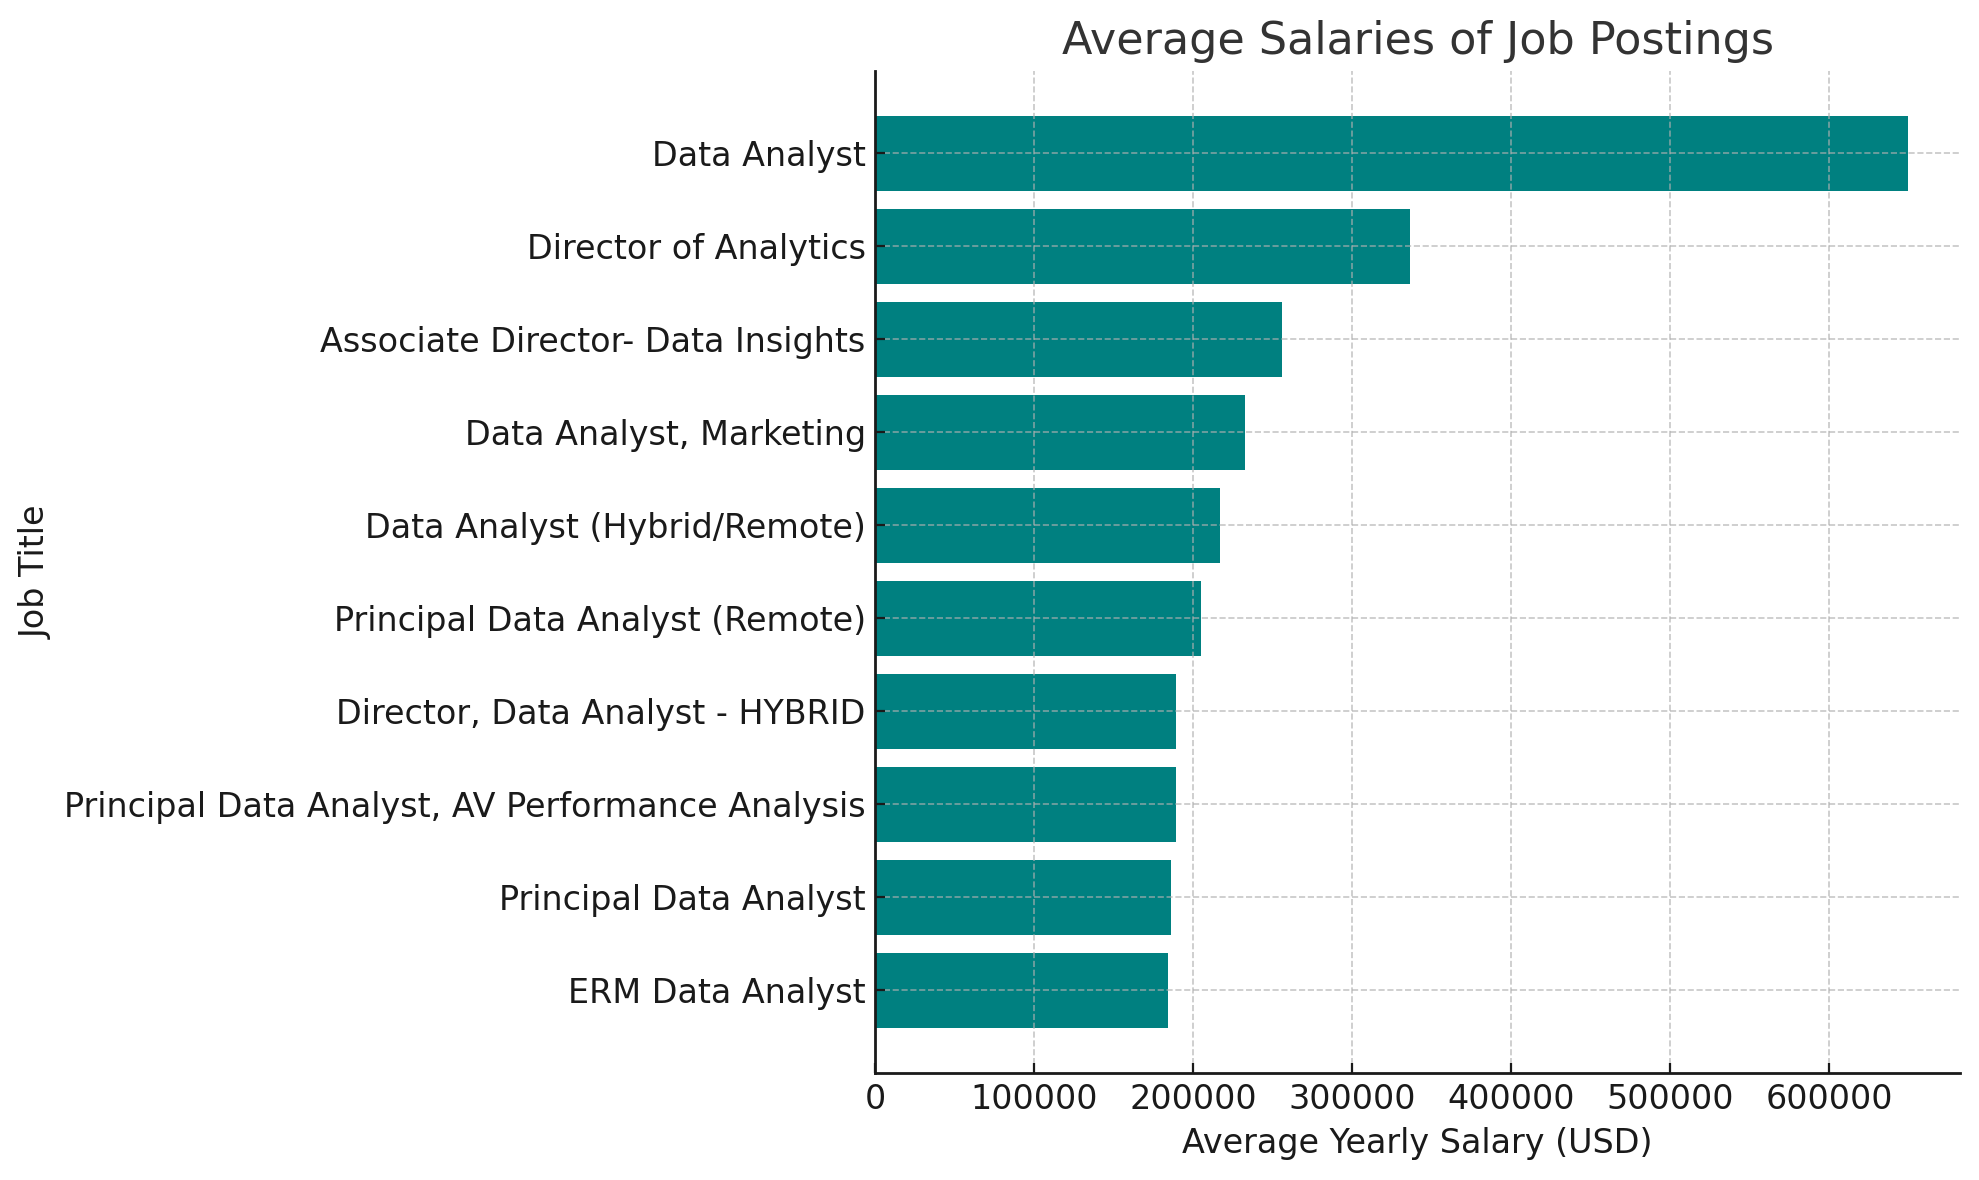 Average Salaries of Job Postings
Job Title
Data Analyst
Director of Analytics
Associate Director- Data Insights
Data Analyst, Marketing
Data Analyst (Hybrid/Remote)
Principal Data Analyst (Remote)
Director, Data Analyst - HYBRID
Principal Data Analyst, AV Performance Analysis
Principal Data Analyst
ERM Data Analyst
0 100000 200000 300000 400000 500000 600000
Average Yearly Salary (USD)